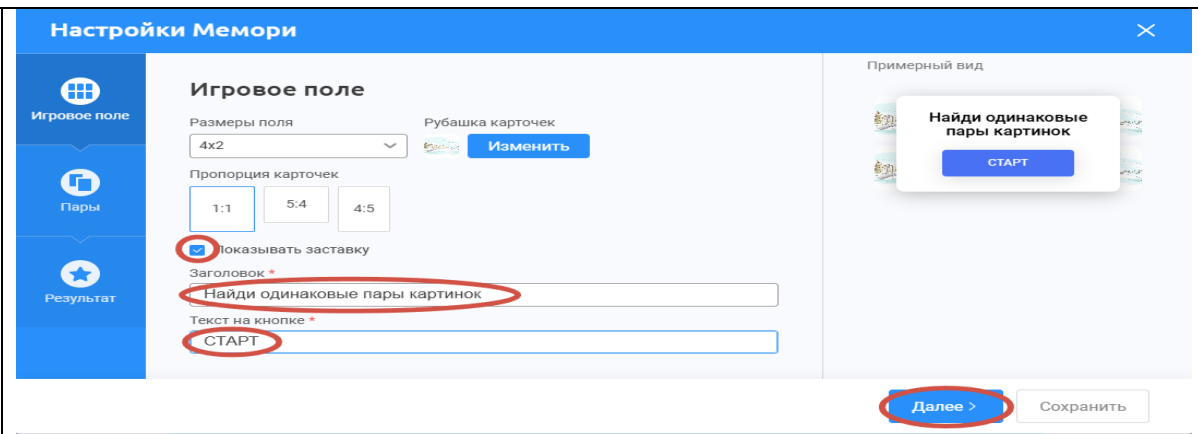 Настройки Мемори
Игровое поле
Пары
Результат
Игровое поле
Размеры поля
Рубашка карточек
4x2
Изменить
Пропорция карточек
1:1
5:4
4:5
Показывать заставку
Заголовок *
Найди одинаковые пары картинок
Текст на кнопке *
СТАРТ
Примерный вид
Найди одинаковые
пары картинок
СТАРТ
Далее >
Сохранить